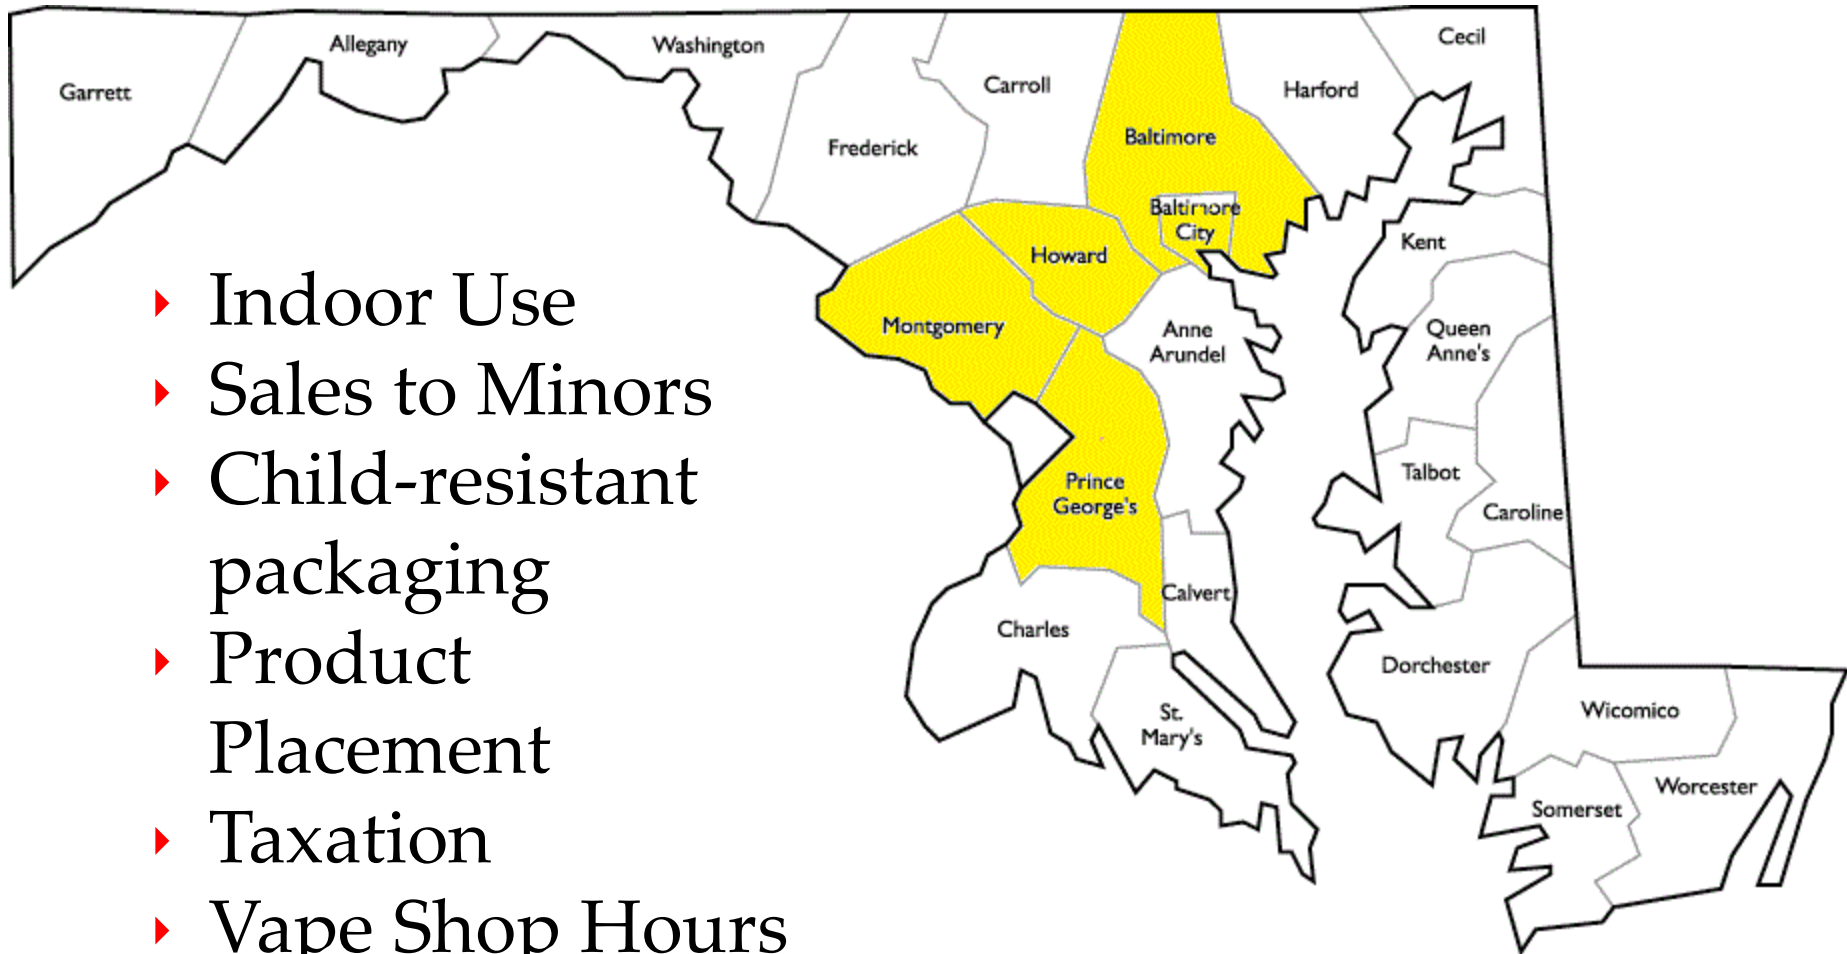 Garrett
Allegany
Washington
Frederick
Carroll
Baltimore
Baltimore
City
Harford
Cecil
Howard
Montgomery
Anne
Arundel
Prince
George's
Kent
Queen
Anne's
Talbot
Caroline
Calvert
Charles
St.
Mary's
Dorchester
Wicomico
Somerset
Worcester
Indoor Use
Sales to Minors
Child-resistant
packaging
Product
Placement
Taxation
Vape Shop Hours